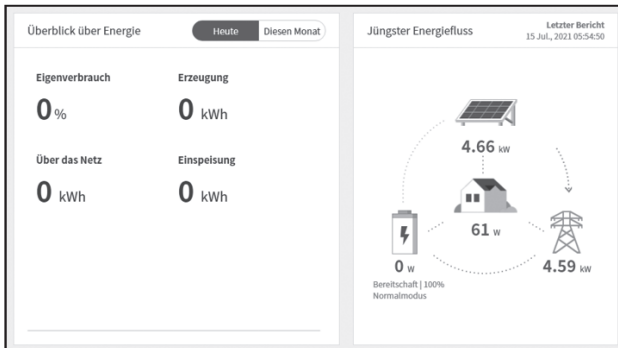 Überblick über Energie
Heute
Diesen Monat
Eigenverbrauch
Erzeugung
0 %
0 kWh
Über das Netz
Einspeisung
0 kWh
0 kWh
Jüngster Energiefluss
Letzter Bericht
15 Jul., 2021 05:54:50
4.66 kW
61 W
0 W
4.59 kW
Bereitschaft | 100%
Normalmodus